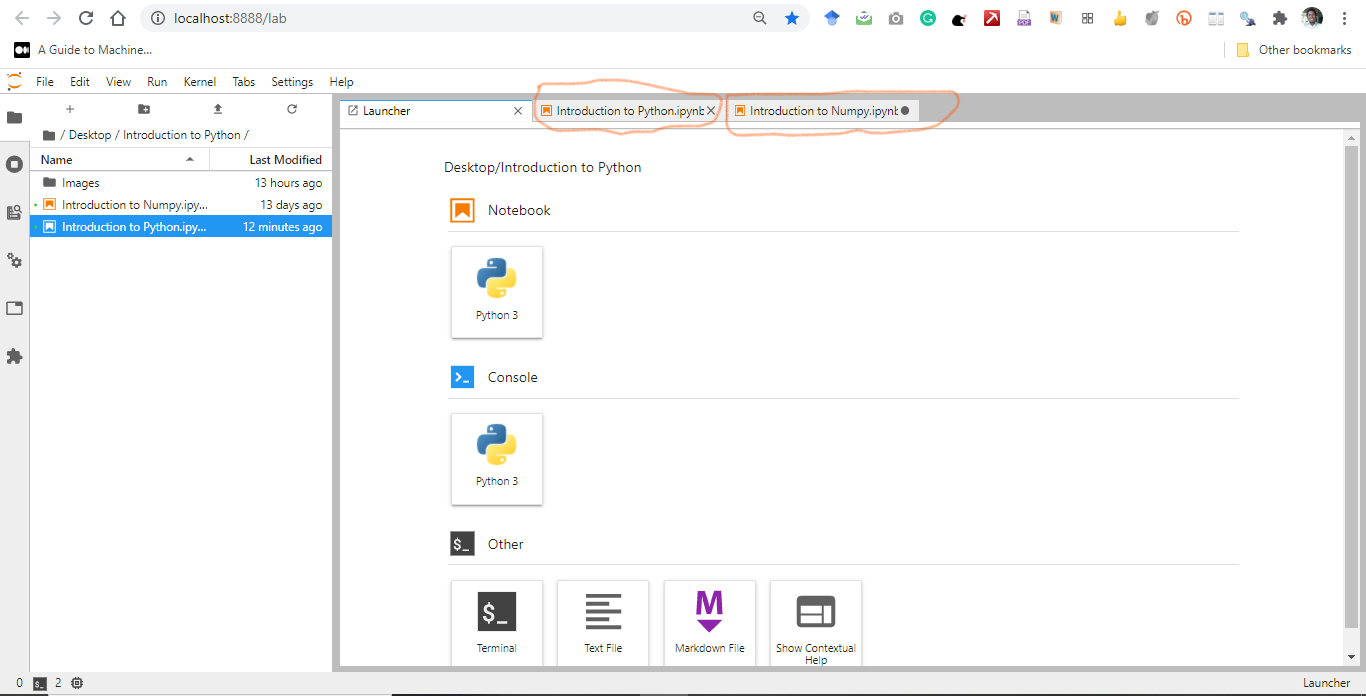 localhost:8888/lab
A Guide to Machine...
Other bookmarks
File Edit View Run Kernel Tabs Settings Help
Launcher
Introduction to Python.ipynb
Introduction to Numpy.ipynb
/ Desktop / Introduction to Python /
Name Last Modified
Images 13 hours ago
Introduction to Numpy.ipy... 13 days ago
Introduction to Python.ipy... 12 minutes ago
Desktop/Introduction to Python
Notebook
Python 3
Console
Python 3
$_ Other
$_
Terminal
Text File
M
Markdown File
Show Contextual
Help
0 $_ 2
Launcher